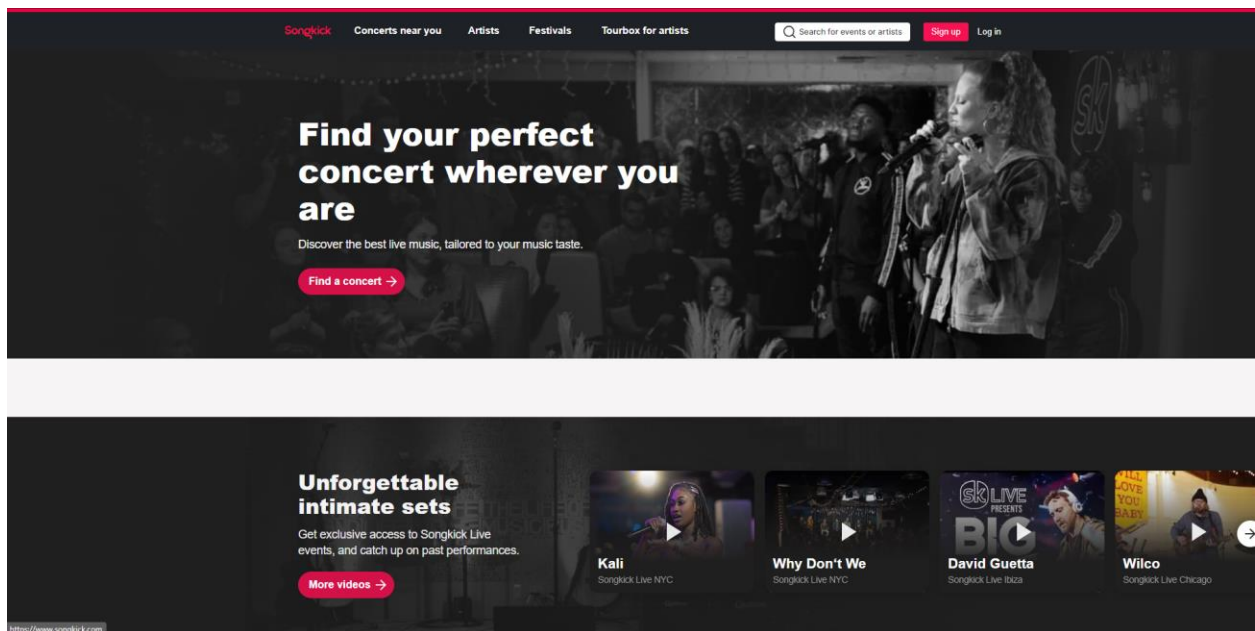 Songkick
Concerts near you
Artists
Festivals
Tourbox for artists
Search for events or artists
Sign up
Log in
Find your perfect
concert wherever you
are
Discover the best live music, tailored to your music taste.
Find a concert →
Unforgettable
intimate sets
Get exclusive access to Songkick Live
events, and catch up on past performances.
More videos →
Kali
Songkick Live NYC
Why Don't We
Songkick Live NYC
SK LIVE
PRESENTS
BIG
David Guetta
Songkick Live Ibiza
LOVE
YOU
BABY
Wilco
Songkick Live Chicago
sk
https://www.songkick.com